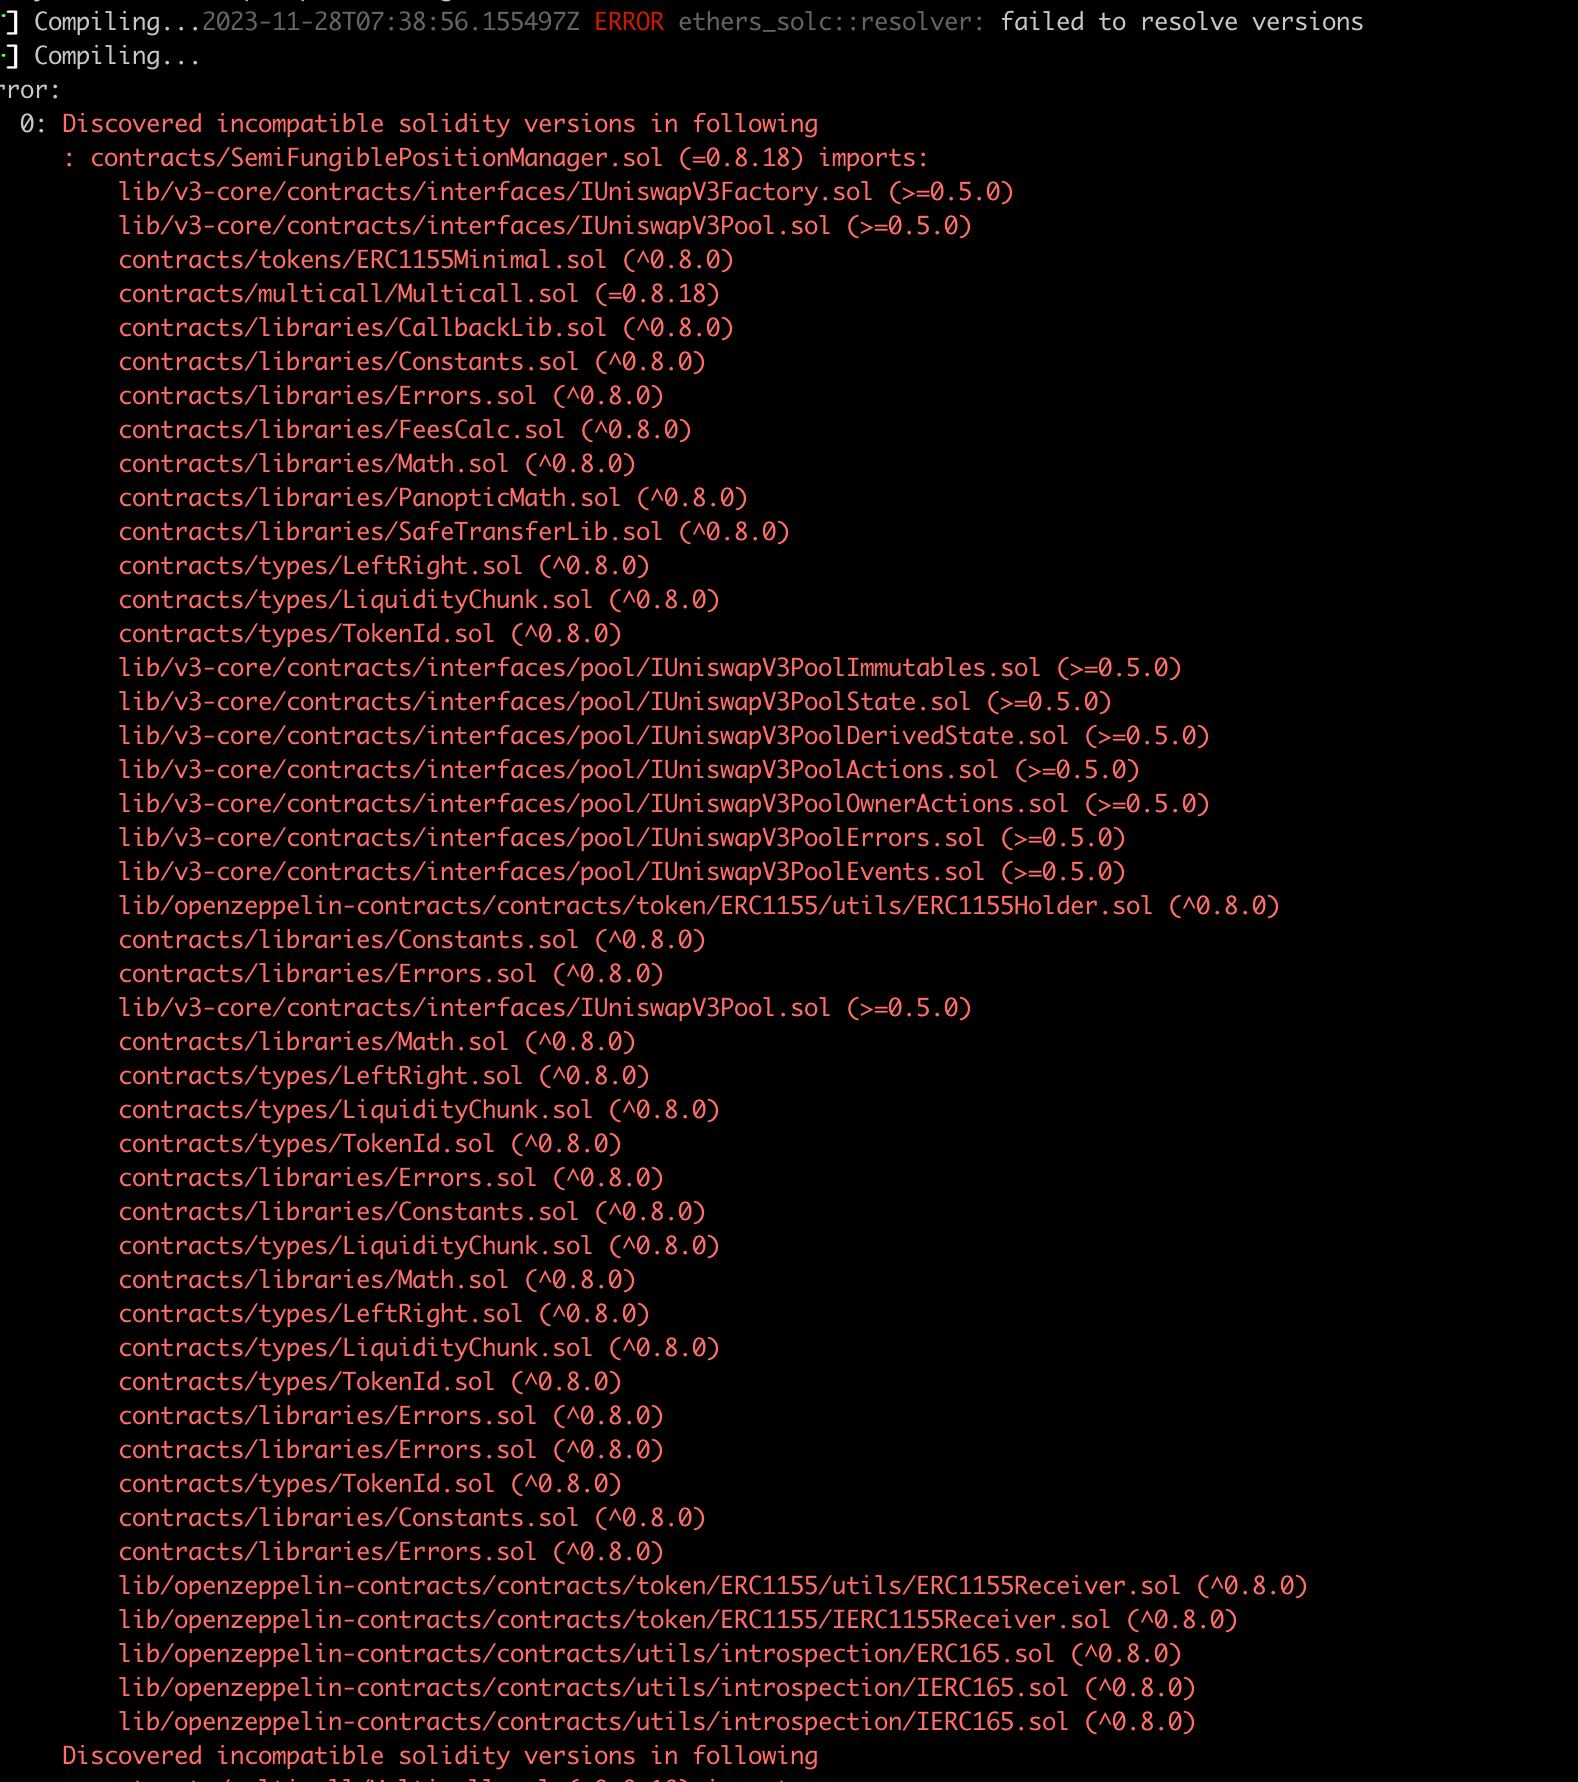 ] Compiling...2023-11-28T07:38:56.155497Z ERROR ethers_solc::resolver: failed to resolve versions
] Compiling...
rror:
0: Discovered incompatible solidity versions in following
: contracts/SemiFungiblePositionManager.sol (=0.8.18) imports:
lib/v3-core/contracts/interfaces/IUniswapV3Factory.sol (>=0.5.0)
lib/v3-core/contracts/interfaces/IUniswapV3Pool.sol (>=0.5.0)
contracts/tokens/ERC1155Minimal.sol (^0.8.0)
contracts/multicall/Multicall.sol (=0.8.18)
contracts/libraries/CallbackLib.sol (^0.8.0)
contracts/libraries/Constants.sol (^0.8.0)
contracts/libraries/Errors.sol (^0.8.0)
contracts/libraries/FeesCalc.sol (^0.8.0)
contracts/libraries/Math.sol (^0.8.0)
contracts/libraries/PanopticMath.sol (^0.8.0)
contracts/libraries/SafeTransferLib.sol (^0.8.0)
contracts/types/LeftRight.sol (^0.8.0)
contracts/types/LiquidityChunk.sol (^0.8.0)
contracts/types/TokenId.sol (^0.8.0)
lib/v3-core/contracts/interfaces/pool/IUniswapV3PoolImmutables.sol (>=0.5.0)
lib/v3-core/contracts/interfaces/pool/IUniswapV3PoolState.sol (>=0.5.0)
lib/v3-core/contracts/interfaces/pool/IUniswapV3PoolDerivedState.sol (>=0.5.0)
lib/v3-core/contracts/interfaces/pool/IUniswapV3PoolActions.sol (>=0.5.0)
lib/v3-core/contracts/interfaces/pool/IUniswapV3PoolOwnerActions.sol (>=0.5.0)
lib/v3-core/contracts/interfaces/pool/IUniswapV3PoolErrors.sol (>=0.5.0)
lib/v3-core/contracts/interfaces/pool/IUniswapV3PoolEvents.sol (>=0.5.0)
lib/openzeppelin-contracts/contracts/token/ERC1155/utils/ERC1155Holder.sol (^0.8.0)
contracts/libraries/Constants.sol (^0.8.0)
contracts/libraries/Errors.sol (^0.8.0)
lib/v3-core/contracts/interfaces/IUniswapV3Pool.sol (>=0.5.0)
contracts/libraries/Math.sol (^0.8.0)
contracts/types/LeftRight.sol (^0.8.0)
contracts/types/LiquidityChunk.sol (^0.8.0)
contracts/types/TokenId.sol (^0.8.0)
contracts/libraries/Errors.sol (^0.8.0)
contracts/libraries/Constants.sol (^0.8.0)
contracts/types/LiquidityChunk.sol (^0.8.0)
contracts/libraries/Math.sol (^0.8.0)
contracts/types/LeftRight.sol (^0.8.0)
contracts/types/LiquidityChunk.sol (^0.8.0)
contracts/types/TokenId.sol (^0.8.0)
contracts/libraries/Errors.sol (^0.8.0)
contracts/libraries/Errors.sol (^0.8.0)
contracts/types/TokenId.sol (^0.8.0)
contracts/libraries/Constants.sol (^0.8.0)
contracts/libraries/Errors.sol (^0.8.0)
lib/openzeppelin-contracts/contracts/token/ERC1155/utils/ERC1155Receiver.sol (^0.8.0)
lib/openzeppelin-contracts/contracts/token/ERC1155/IERC1155Receiver.sol (^0.8.0)
lib/openzeppelin-contracts/contracts/utils/introspection/ERC165.sol (^0.8.0)
lib/openzeppelin-contracts/contracts/utils/introspection/IERC165.sol (^0.8.0)
lib/openzeppelin-contracts/contracts/utils/introspection/IERC165.sol (^0.8.0)
Discovered incompatible solidity versions in following